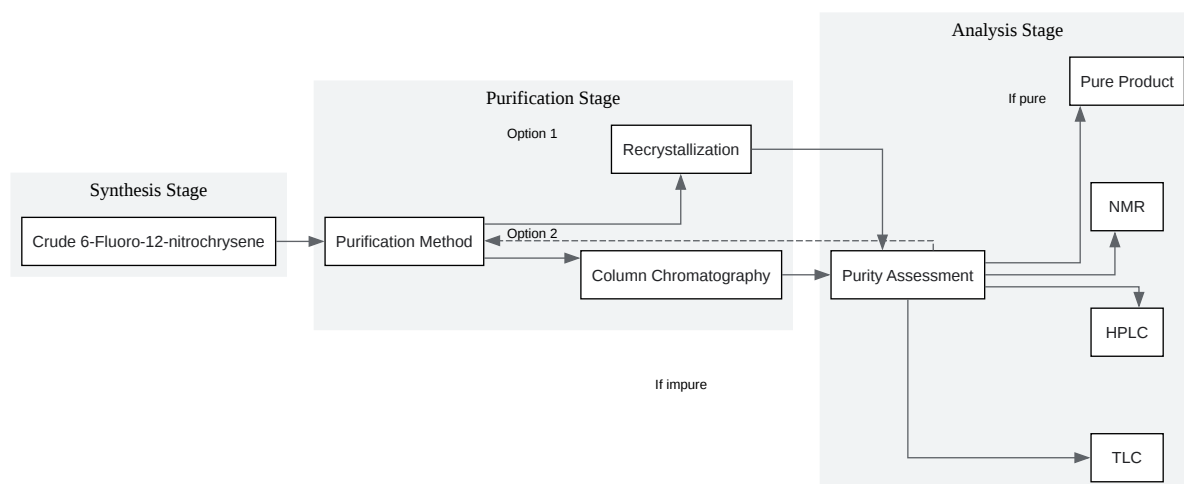 Analysis Stage
Pure Product
If pure
Purification Stage
Option 1
Recrystallization
Synthesis Stage
NMR
Crude 6-Fluoro-12-nitrochrysene
Purification Method
Option 2
Column Chromatography
Purity Assessment
HPLC
If impure
TLC